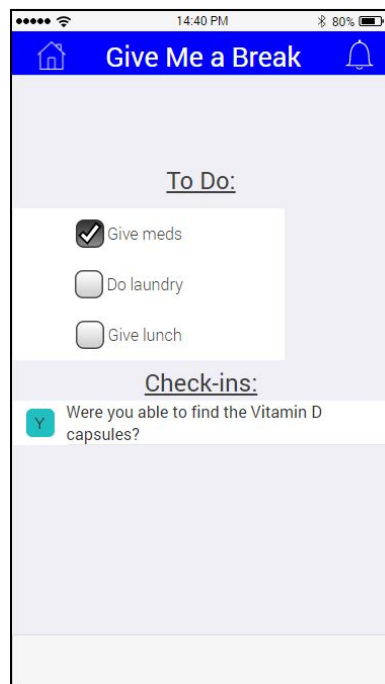 14:40 PM 80%
Give Me a Break
To Do:
Give meds
Do laundry
Give lunch
Check-ins:
Y
Were you able to find the Vitamin D
capsules?